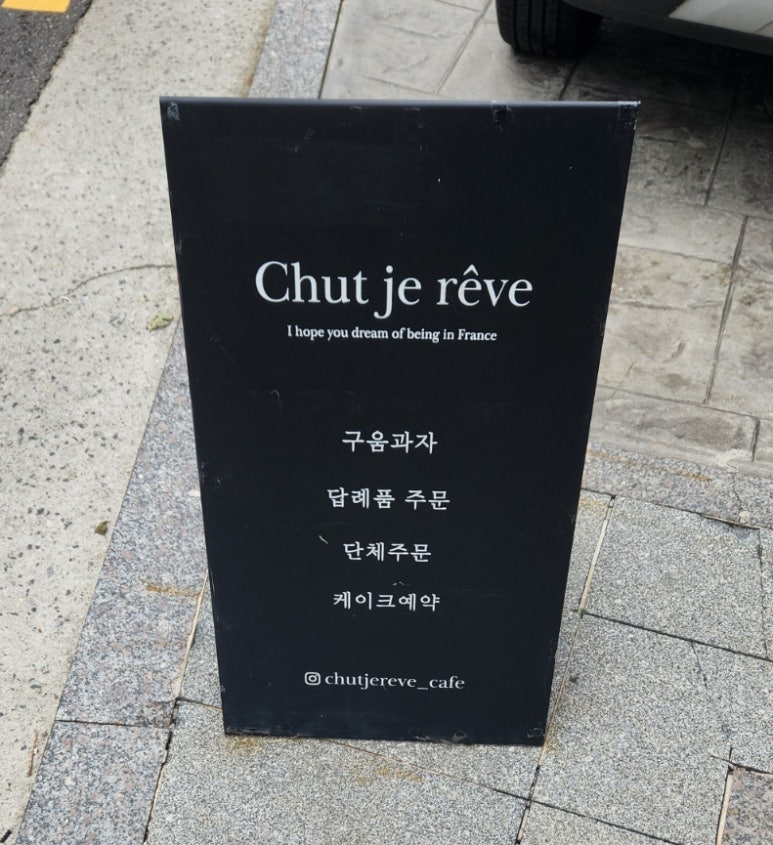 Chut je rêve
I hope you dream of being in France
구움과자
답례품 주문
단체주문
케이크예약
chutjereve_cafe